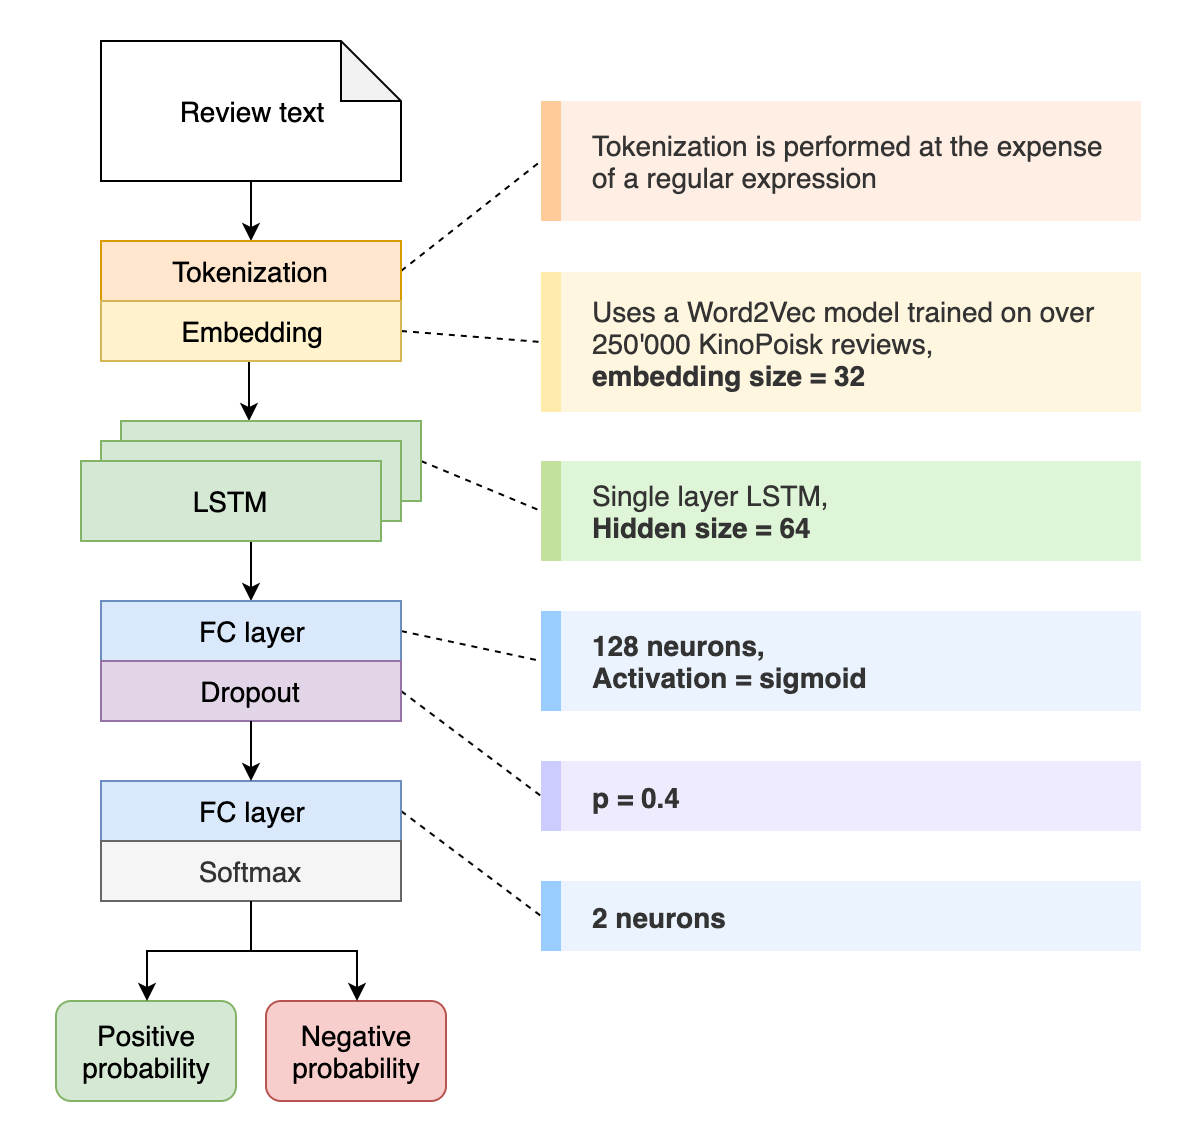 Review text
Tokenization is performed at the expense
of a regular expression
Tokenization
Embedding
Uses a Word2Vec model trained on over
250'000 KinoPoisk reviews,
embedding size = 32
LSTM
Single layer LSTM,
Hidden size = 64
FC layer
Dropout
128 neurons,
Activation = sigmoid
p = 0.4
FC layer
Softmax
2 neurons
Positive
probability
Negative
probability